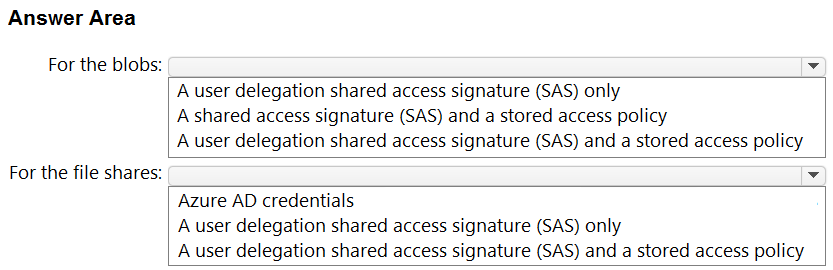 Answer Area
For the blobs:
A user delegation shared access signature (SAS) only
A shared access signature (SAS) and a stored access policy
A user delegation shared access signature (SAS) and a stored access policy
For the file shares:
Azure AD credentials
A user delegation shared access signature (SAS) only
A user delegation shared access signature (SAS) and a stored access policy